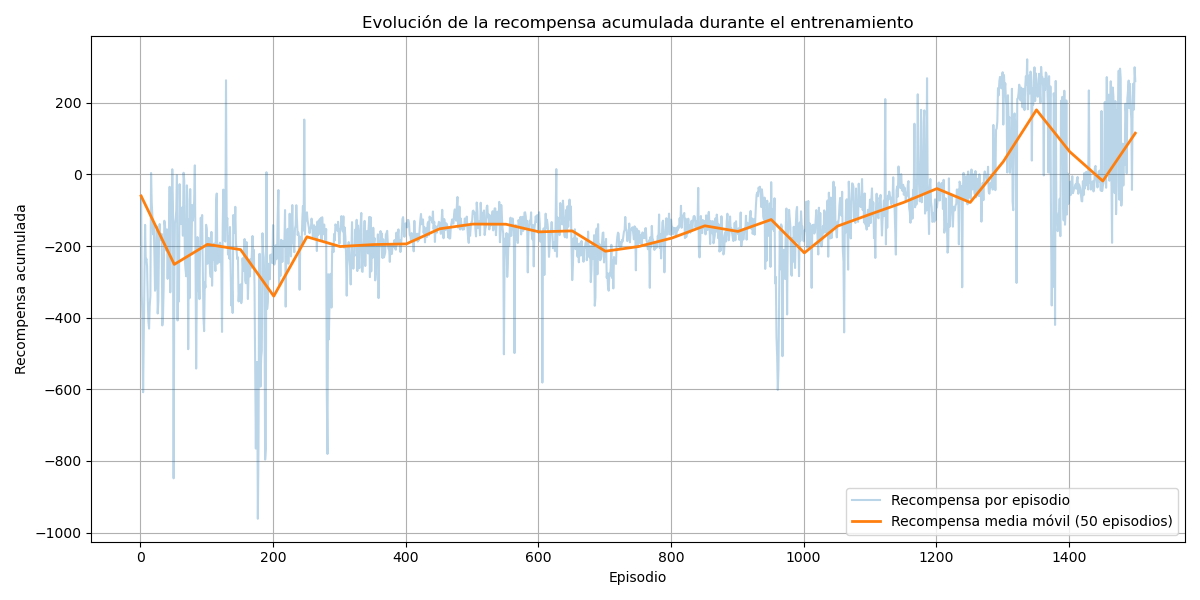 Evolución de la recompensa acumulada durante el entrenamiento
Recompensa acumulada
200
0
−200
−400
−600
−800
−1000
0 200 400 600 800 1000 1200 1400
Episodio
Recompensa por episodio
Recompensa media móvil (50 episodios)